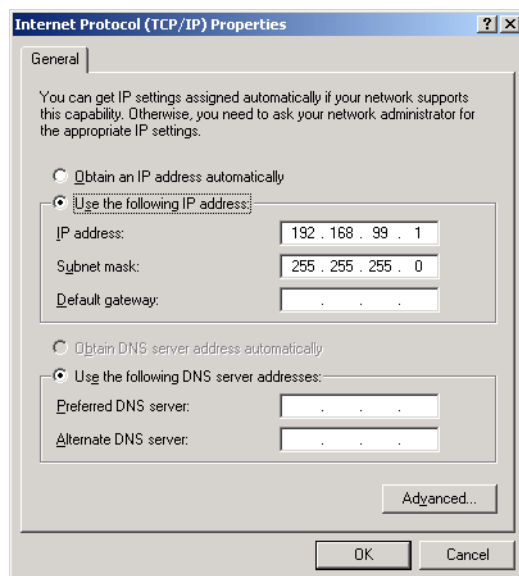 Internet Protocol (TCP/IP) Properties
General
You can get IP settings assigned automatically if your network supports
this capability. Otherwise, you need to ask your network administrator for
the appropriate IP settings.
Obtain an IP address automatically
Use the following IP address:
IP address: 192 . 168 . 99 . 1
Subnet mask: 255 . 255 . 255 . 0
Default gateway: . . .
Obtain DNS server address automatically
Use the following DNS server addresses:
Preferred DNS server: . . .
Alternate DNS server: . . .
Advanced...
OK Cancel